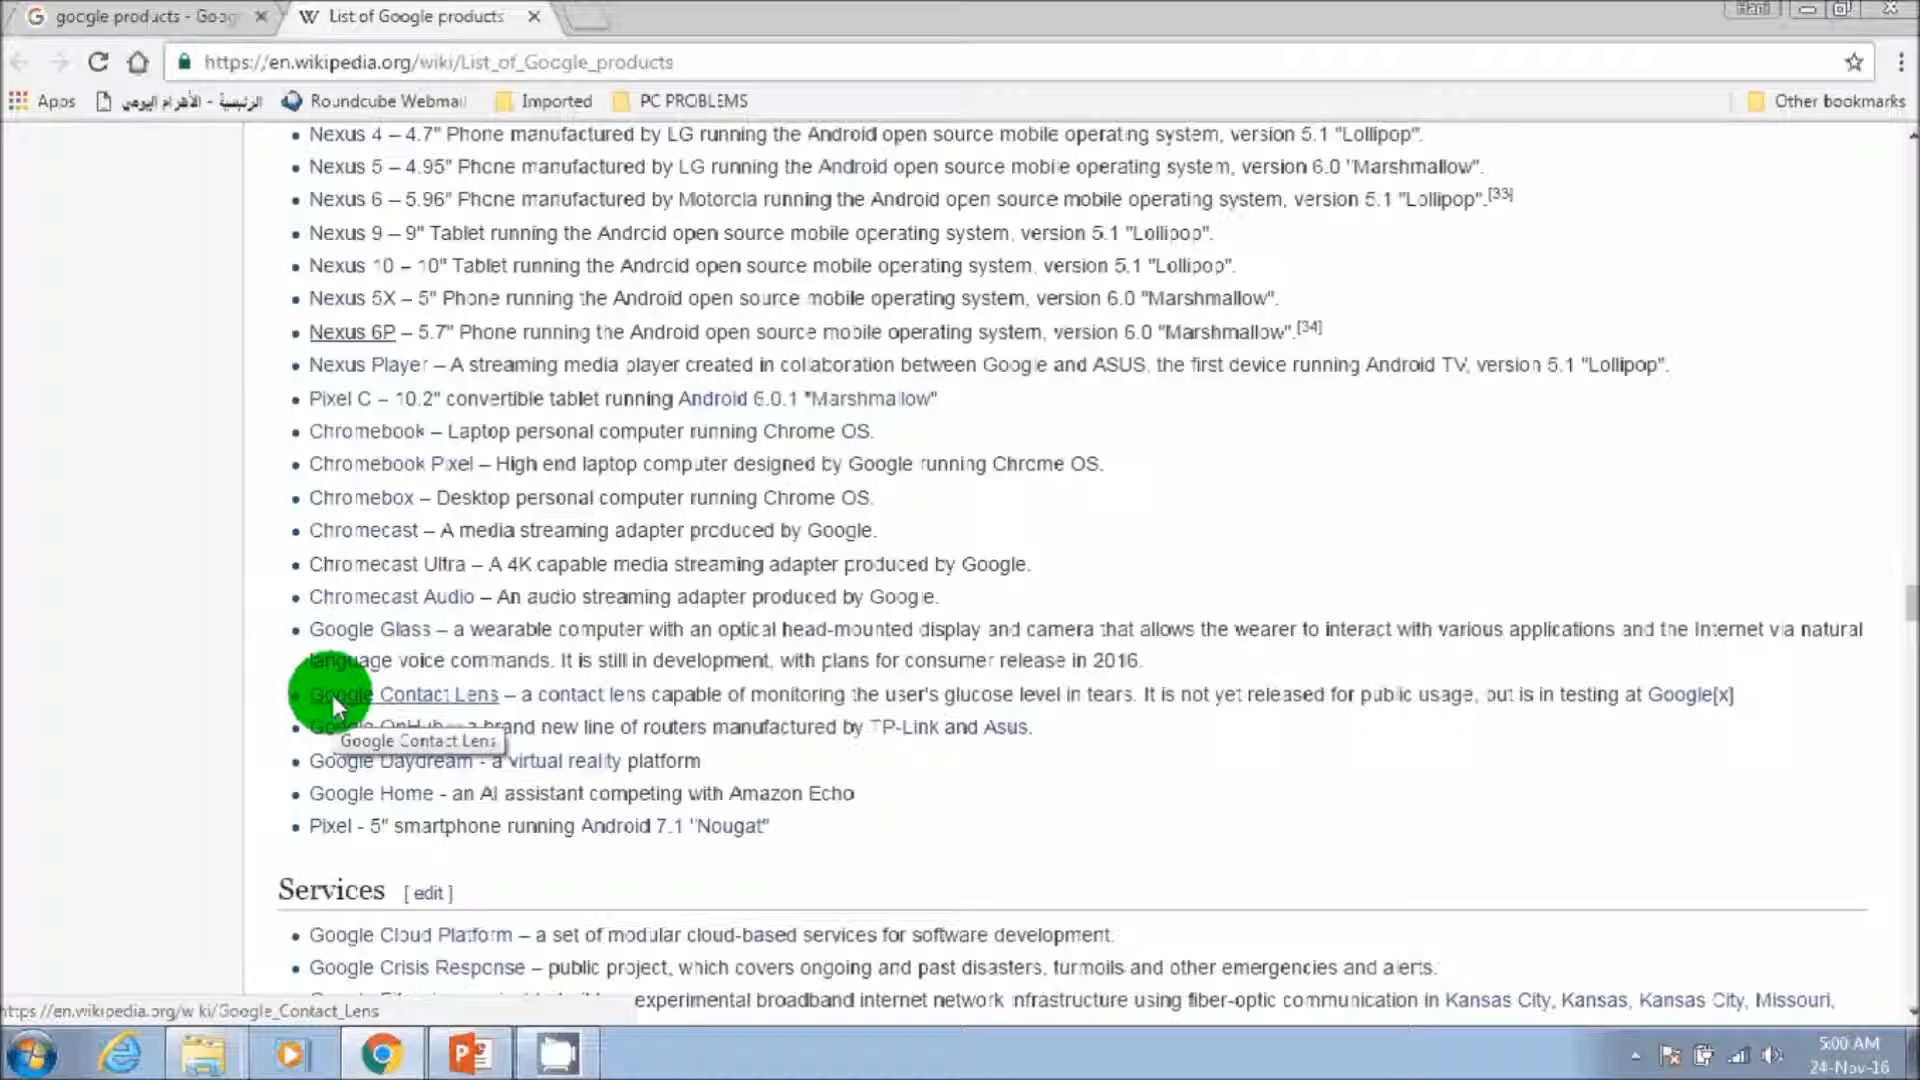 google products - Goog
List of Google products
Hani
https://en.wikipedia.org/wiki/List_of_Google_products
Apps
الرئيسية - الأهرام اليومي
Roundcube Webmail
Imported
PC PROBLEMS
Other bookmarks
Nexus 4 – 4.7" Phone manufactured by LG running the Android open source mobile operating system, version 5.1 "Lollipop".
Nexus 5 – 4.95" Phone manufactured by LG running the Android open source mobile operating system, version 6.0 "Marshmallow".
Nexus 6 – 5.96" Phone manufactured by Motorola running the Android open source mobile operating system, version 5.1 "Lollipop".[33]
Nexus 9 – 9" Tablet running the Android open source mobile operating system, version 5.1 "Lollipop".
Nexus 10 – 10" Tablet running the Android open source mobile operating system, version 5.1 "Lollipop".
Nexus 5X – 5" Phone running the Android open source mobile operating system, version 6.0 "Marshmallow".
Nexus 6P – 5.7" Phone running the Android open source mobile operating system, version 6.0 "Marshmallow".[34]
Nexus Player – A streaming media player created in collaboration between Google and ASUS, the first device running Android TV, version 5.1 "Lollipop".
Pixel C – 10.2" convertible tablet running Android 6.0.1 "Marshmallow"
Chromebook – Laptop personal computer running Chrome OS.
Chromebook Pixel – High end laptop computer designed by Google running Chrome OS.
Chromebox – Desktop personal computer running Chrome OS.
Chromecast – A media streaming adapter produced by Google.
Chromecast Ultra – A 4K capable media streaming adapter produced by Google.
Chromecast Audio – An audio streaming adapter produced by Google.
Google Glass – a wearable computer with an optical head-mounted display and camera that allows the wearer to interact with various applications and the Internet via natural
language voice commands. It is still in development, with plans for consumer release in 2016.
Google Contact Lens – a contact lens capable of monitoring the user's glucose level in tears. It is not yet released for public usage, but is in testing at Google[x]
Google OnHub – a brand new line of routers manufactured by TP-Link and Asus.
Google Contact Lens
Google Daydream - a virtual reality platform
Google Home - an AI assistant competing with Amazon Echo
Pixel - 5" smartphone running Android 7.1 "Nougat"
Services [ edit ]
Google Cloud Platform – a set of modular cloud-based services for software development.
Google Crisis Response – public project, which covers ongoing and past disasters, turmoils and other emergencies and alerts.
experimental broadband internet network infrastructure using fiber-optic communication in Kansas City, Kansas, Kansas City, Missouri,
https://en.wikipedia.org/wiki/Google_Contact_Lens
5:00 AM
24-Nov-16